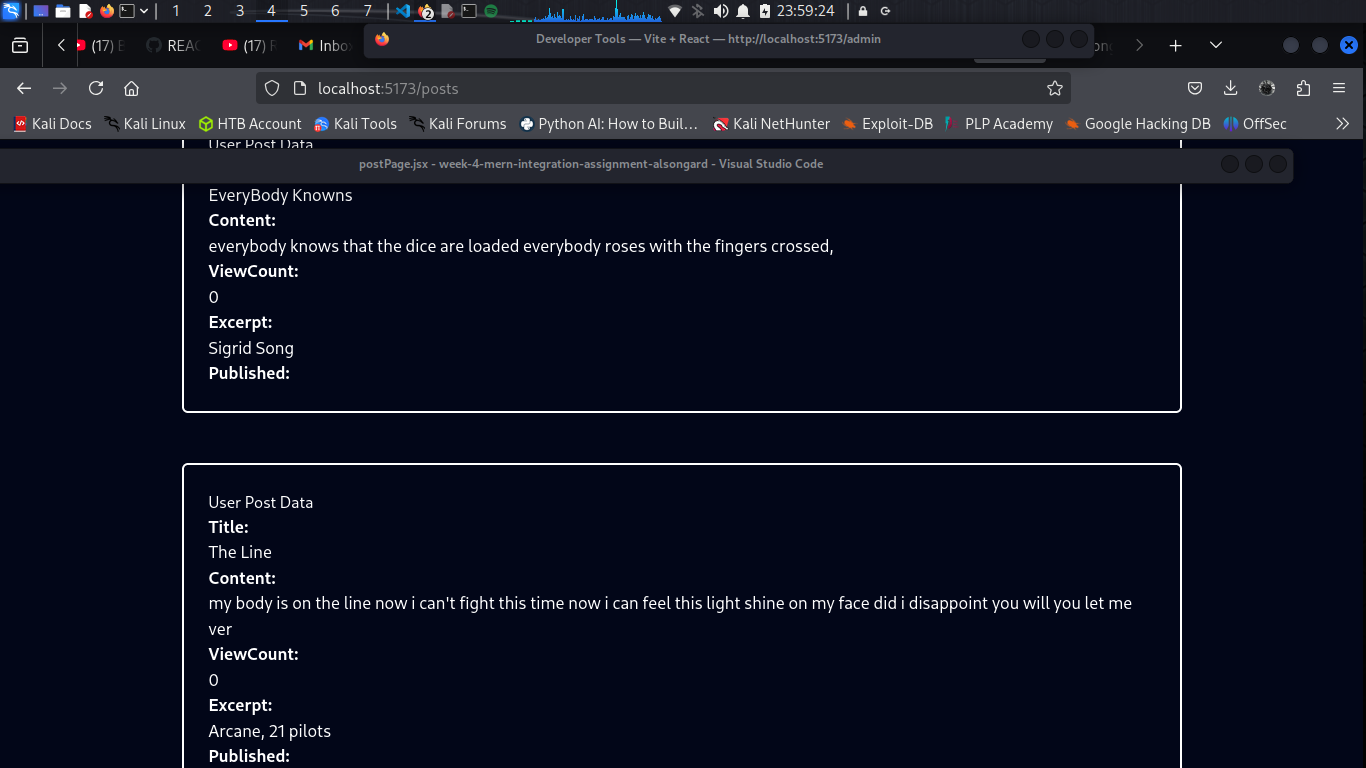 1 2 3 4 5 6 7 2 23:59:24
(17) E REAC (17) F Inbo
Developer Tools — Vite + React — http://localhost:5173/admin
localhost:5173/posts
Kali Docs Kali Linux HTB Account Kali Tools Kali Forums Python AI: How to Buil… Kali NetHunter Exploit-DB PLP Academy Google Hacking DB OffSec
User Post Data
postPage.jsx - week-4-mern-integration-assignment-alsongard - Visual Studio Code
EveryBody Knowns
Content:
everybody knows that the dice are loaded everybody roses with the fingers crossed,
ViewCount:
0
Excerpt:
Sigrid Song
Published:
User Post Data
Title:
The Line
Content:
my body is on the line now i can't fight this time now i can feel this light shine on my face did i disappoint you will you let me
ver
ViewCount:
0
Excerpt:
Arcane, 21 pilots
Published: